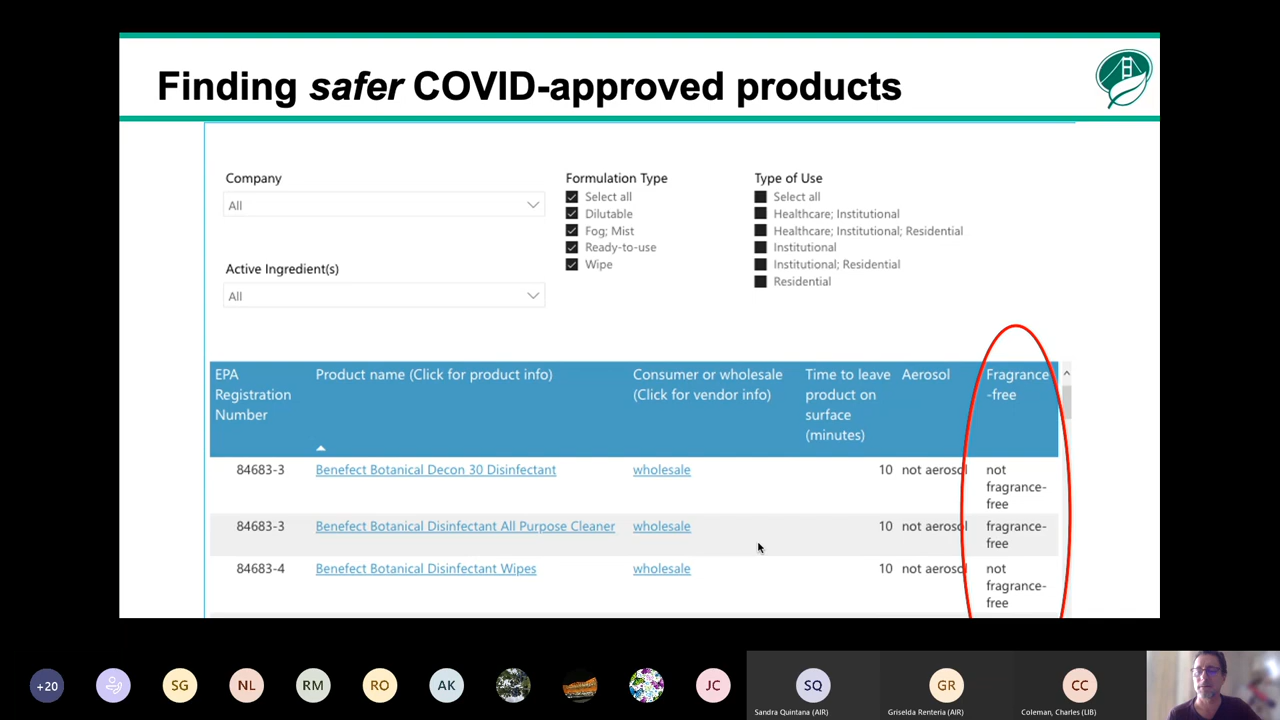 Finding safer COVID-approved products
Company
All
Active Ingredient(s)
All
Formulation Type
Select all
Dilutable
Fog; Mist
Ready-to-use
Wipe
Type of Use
Select all
Healthcare; Institutional
Healthcare; Institutional; Residential
Institutional
Institutional; Residential
Residential
EPA Registration Number
Product name (Click for product info)
Consumer or wholesale (Click for vendor info)
Time to leave product on surface (minutes)
Aerosol
Fragrance-free
84683-3 Benefect Botanical Decon 30 Disinfectant wholesale 10 not aerosol not fragrance-free
84683-3 Benefect Botanical Disinfectant All Purpose Cleaner wholesale 10 not aerosol fragrance-free
84683-4 Benefect Botanical Disinfectant Wipes wholesale 10 not aerosol not fragrance-free
+20 SG NL RM RO AK JC SQ GR CC
Sandra Quintana (AIR) Griselda Renteria (AIR) Coleman, Charles (LIB)